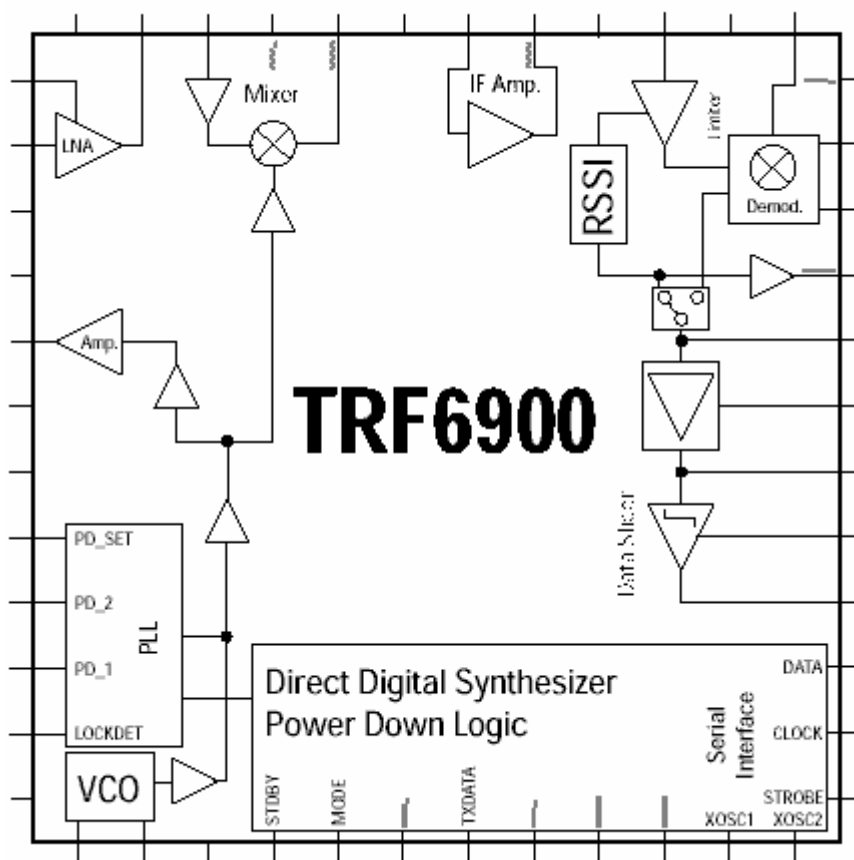 Mixer
IF Amp.
Limiter
LNA
RSSI
Demod.
Amp.
TRF6900
Data Slicer
PD_SET
PD_2
PLL
PD_1
LOCKDET
VCO
Direct Digital Synthesizer
Power Down Logic
Serial
Interface
DATA
CLOCK
STROBE
STDBY
MODE
TXDATA
XOSC1
XOSC2